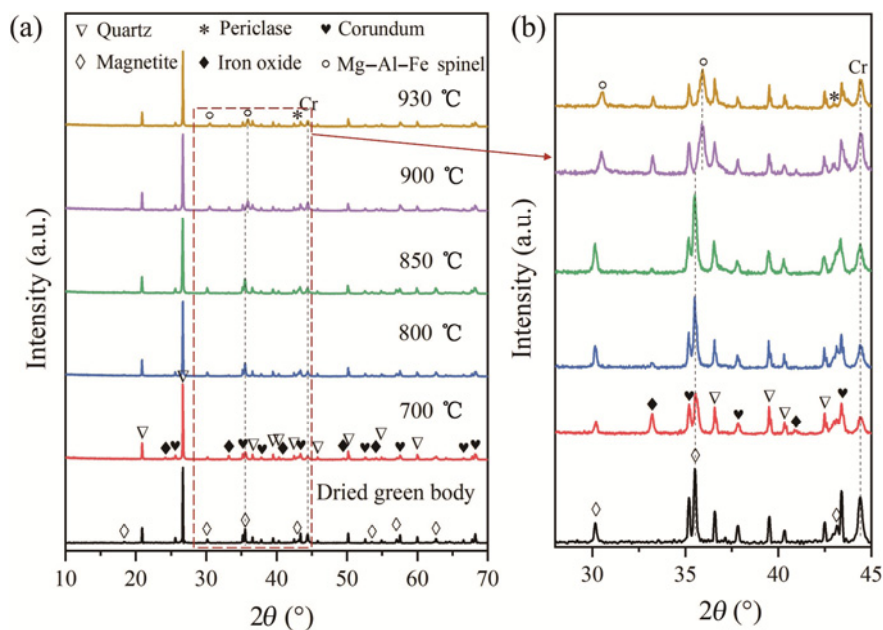 (a)
▽ Quartz * Periclase ♥ Corundum
◇ Magnetite ◆ Iron oxide ○ Mg–Al–Fe spinel
Cr
930 ℃
900 ℃
850 ℃
800 ℃
700 ℃
Dried green body
Intensity (a.u.)
10 20 30 40 50 60 70
2θ (°)
(b)
Cr
Intensity (a.u.)
30 35 40 45
2θ (°)